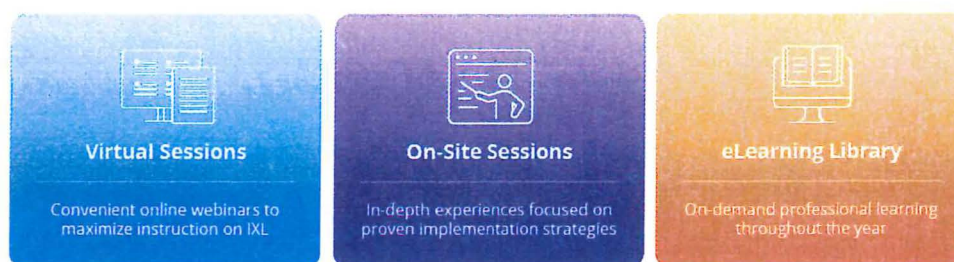 Virtual Sessions
Convenient online webinars to
maximize instruction on IXL
On-Site Sessions
In-depth experiences focused on
proven implementation strategies
eLearning Library
On-demand professional learning
throughout the year